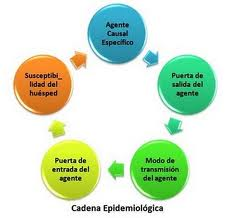 Agente
Causal
Específico
Puerta de
salida del
agente
Modo de
transmisión
del agente
Puerta de
entrada del
agente
Susceptibi_
lidad del
huésped
Cadena Epidemiológica